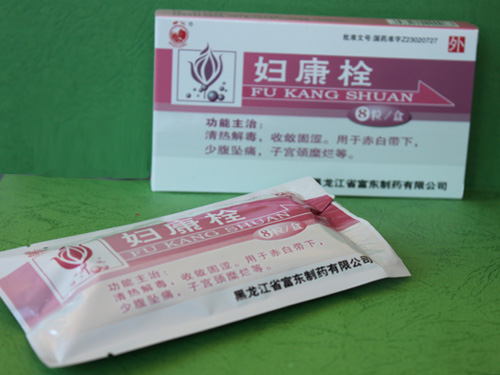 批准文号:国药准字Z23020727
外
妇康栓
FU KANG SHUAN
8粒/盒
功能主治:
清热解毒,收敛固涩。用于赤白带下,
少腹坠痛,子宫颈糜烂等。
黑龙江省富东制药有限公司
妇康栓
FU KANG SHUAN
8粒/盒
功能主治:
清热解毒,收敛固涩。用于赤白带下,
少腹坠痛,子宫颈糜烂等。
黑龙江省富东制药有限公司